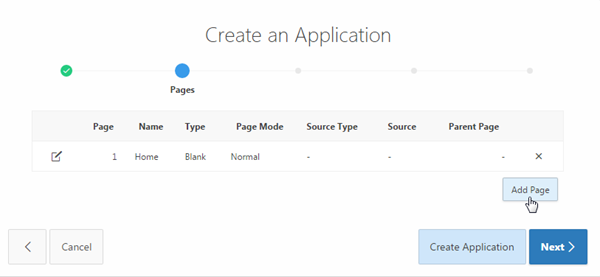 Create an Application
Pages
Page Name Type Page Mode Source Type Source Parent Page
1 Home Blank Normal - - -
Add Page
Cancel Create Application Next